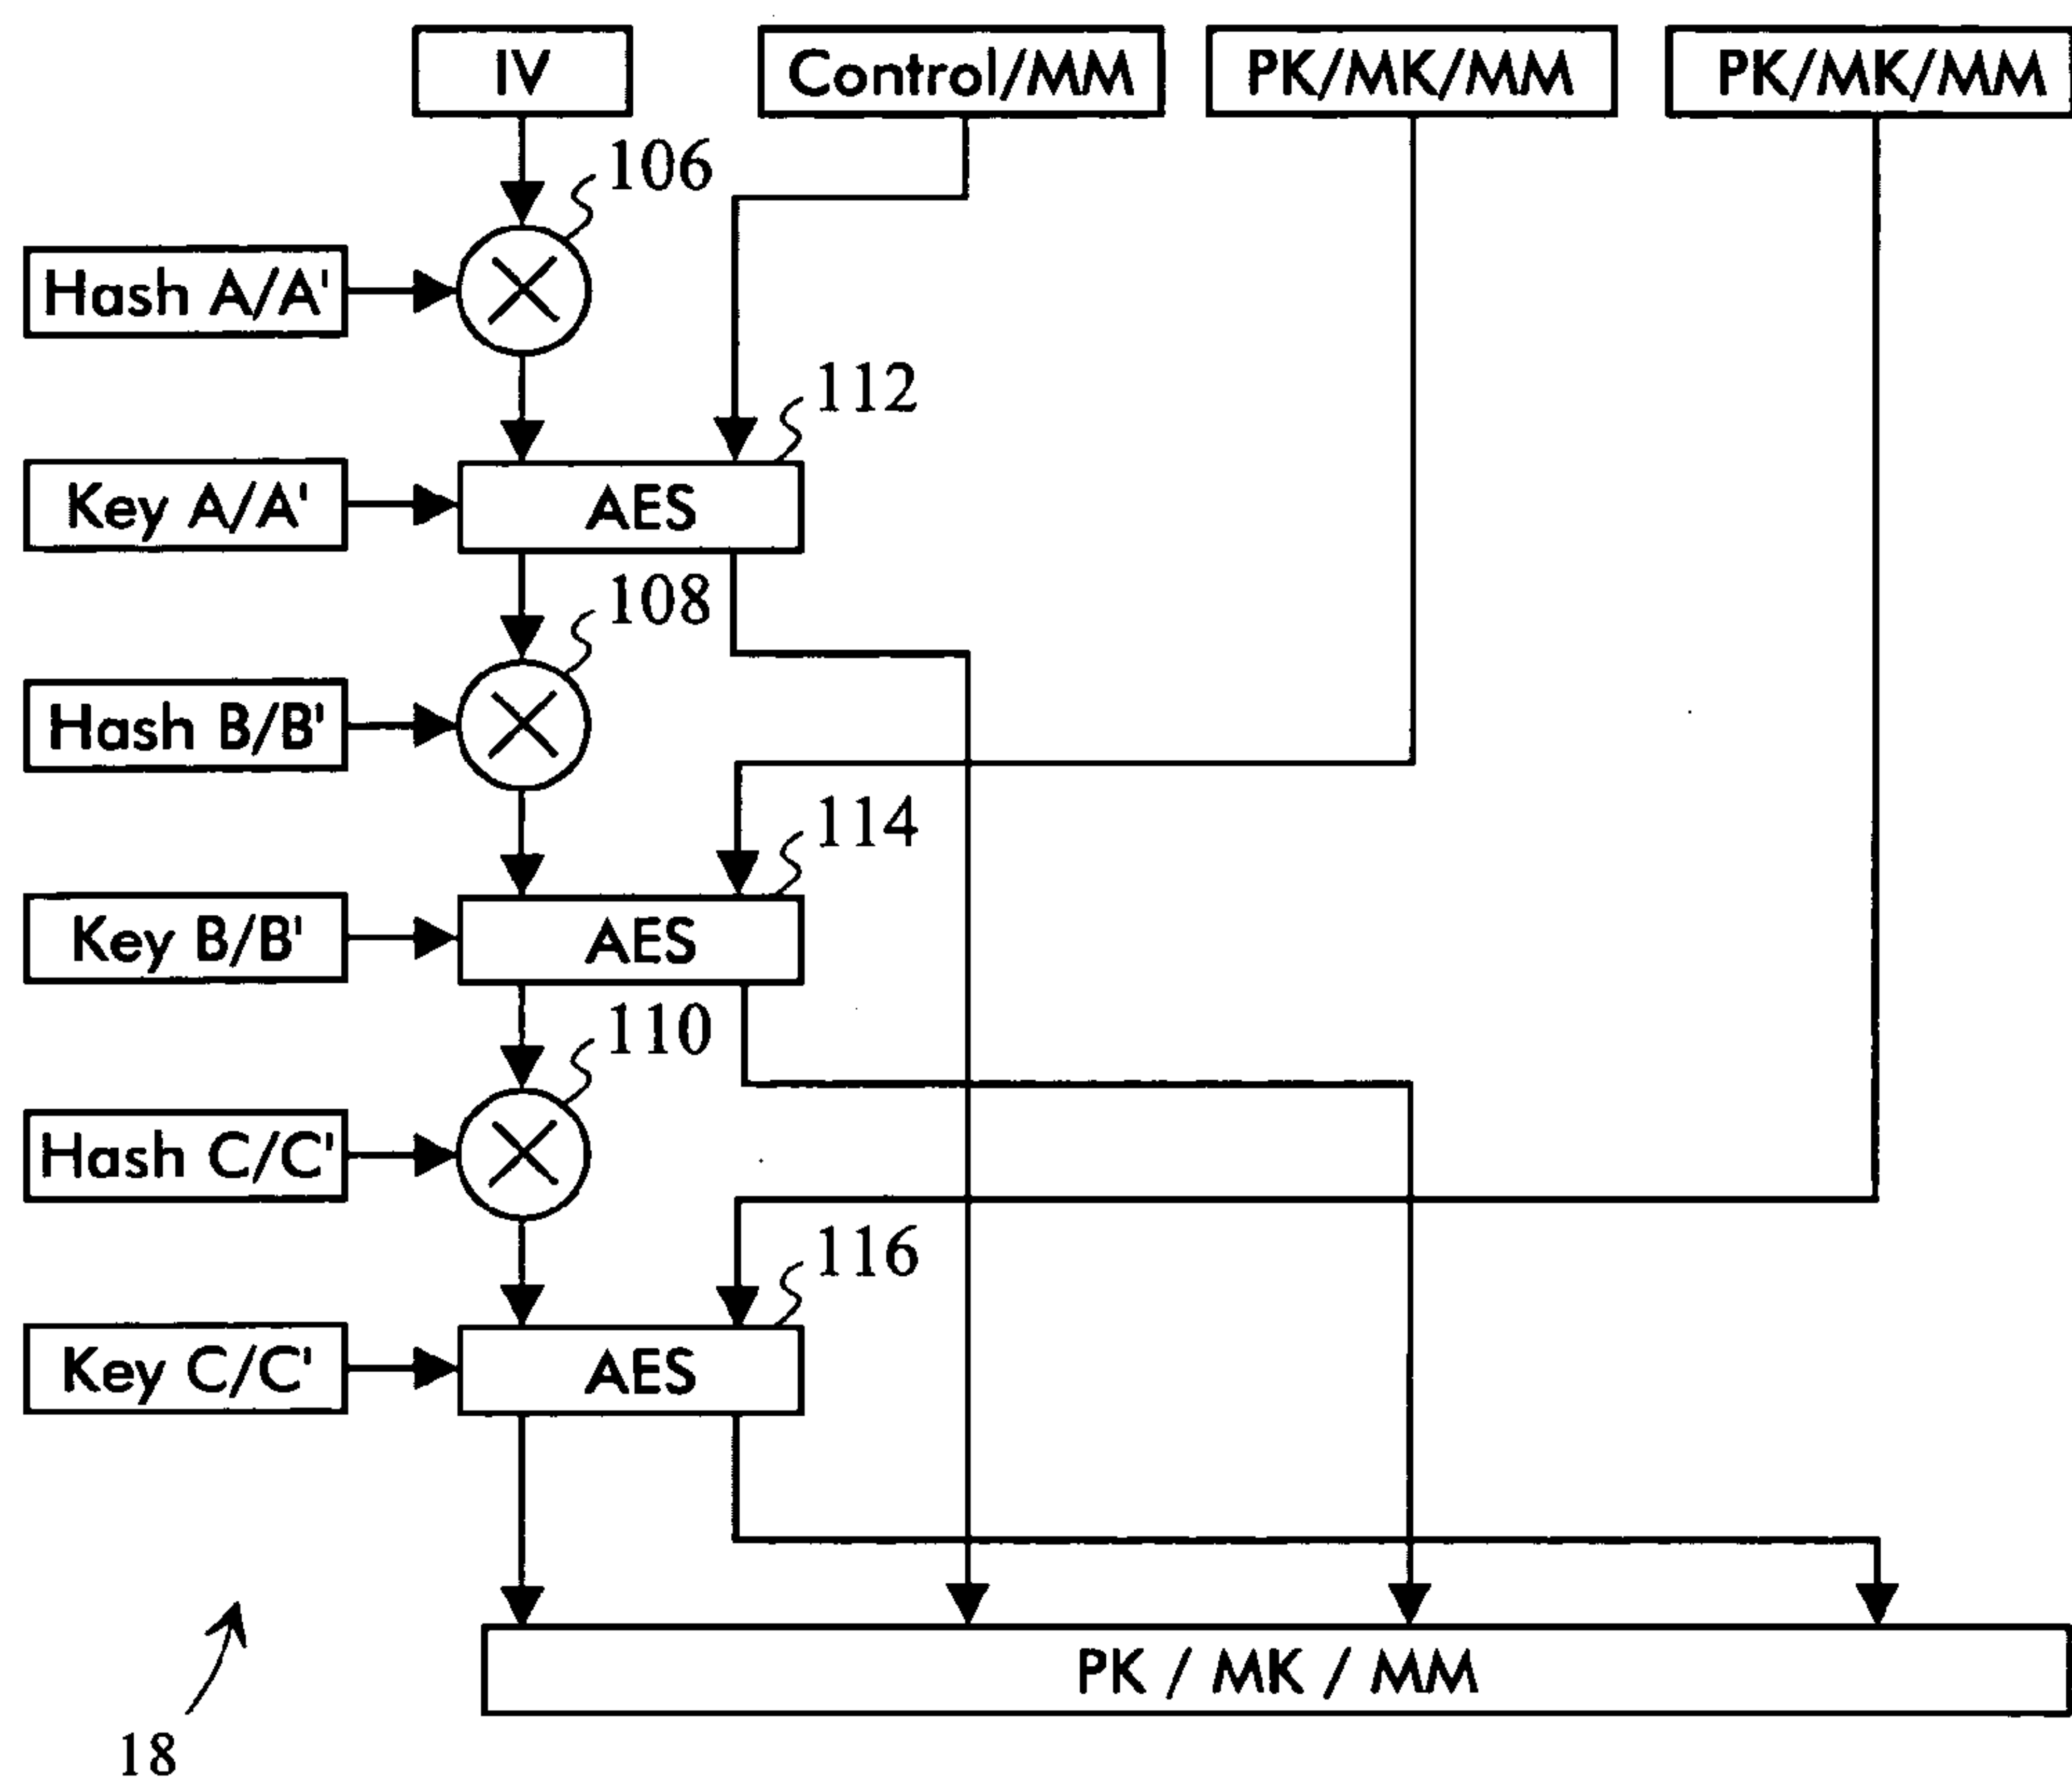 IV
Control/MM
PK/MK/MM
PK/MK/MM
106
Hash A/A'
112
Key A/A'
AES
108
Hash B/B'
114
Key B/B'
AES
110
Hash C/C'
116
Key C/C'
AES
PK / MK / MM
18